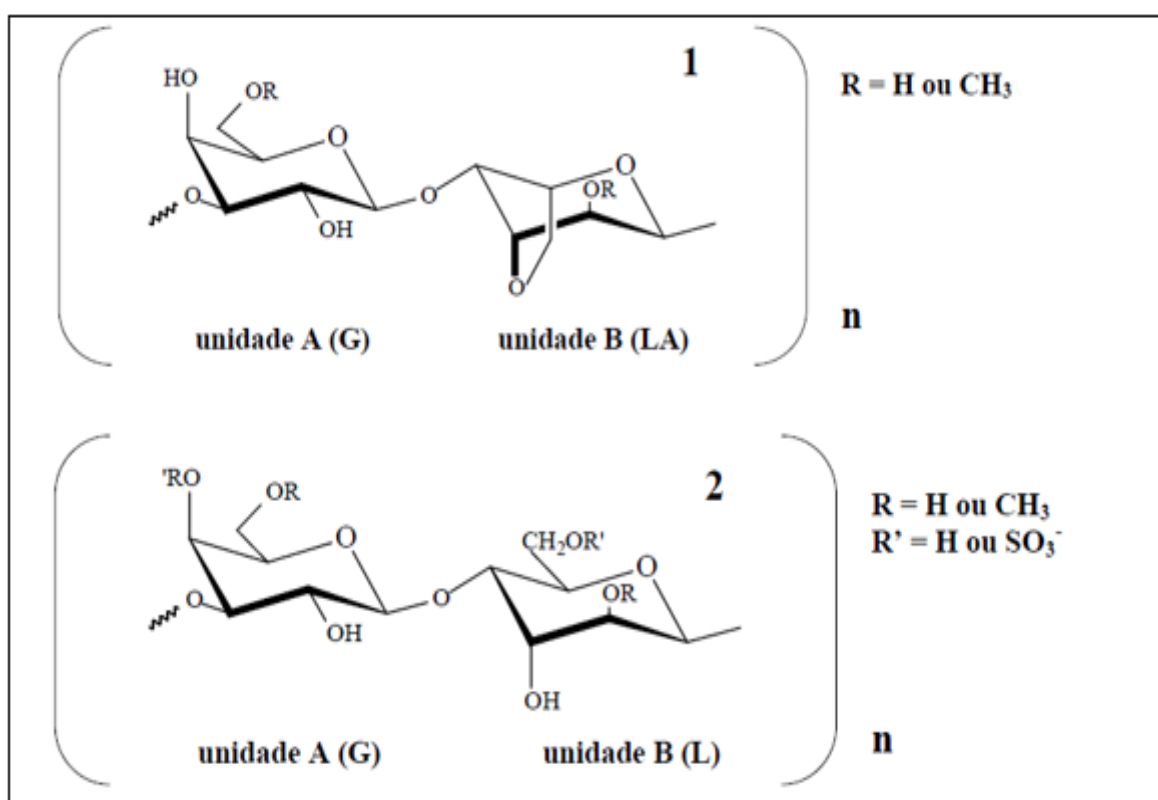 1
R = H ou CH₃
HO
OR
O
O
O
OH
O
OR
O
unidade A (G) unidade B (LA)
n
2
R = H ou CH₃
R' = H ou SO₃⁻
'RO
OR
O
CH₂OR'
O
O
O
OH
OR
OH
unidade A (G) unidade B (L)
n